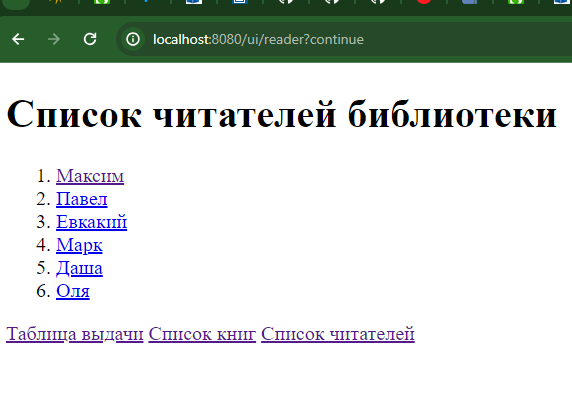 localhost:8080/ui/reader?continue
Список читателей библиотеки
1. Максим
2. Павел
3. Евкакий
4. Марк
5. Даша
6. Оля
Таблица выдачи Список книг Список читателей